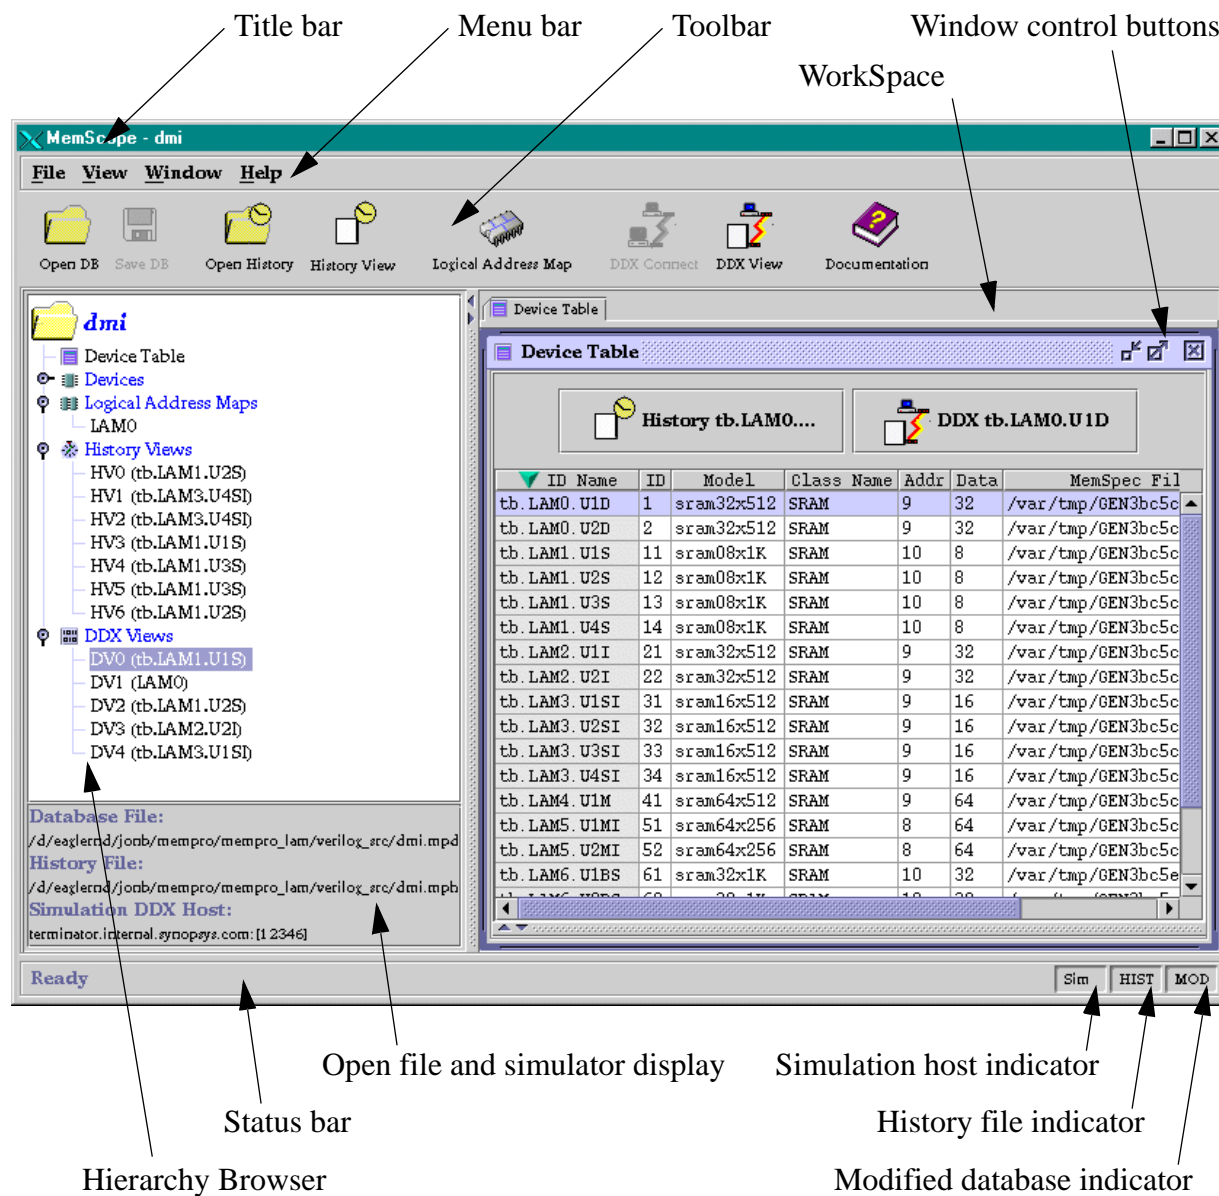 Title bar
Menu bar
Toolbar
Window control buttons
WorkSpace
MemScope - dmi
File View Window Help
Open DB Save DB Open History History View Logical Address Map DDX Connect DDX View Documentation
dmi
Device Table
Devices
Logical Address Maps
LAM0
History Views
HV0 (tb.LAM1.U2S)
HV1 (tb.LAM3.U4SI)
HV2 (tb.LAM3.U4SI)
HV3 (tb.LAM1.U1S)
HV4 (tb.LAM1.U3S)
HV5 (tb.LAM1.U3S)
HV6 (tb.LAM1.U2S)
DDX Views
DV0 (tb.LAM1.U1S)
DV1 (LAM0)
DV2 (tb.LAM1.U2S)
DV3 (tb.LAM2.U2I)
DV4 (tb.LAM3.U1SI)
Database File:
/d/eaglernd/jonb/mempro/mempro_lam/verilog_src/dmi.mpd
History File:
/d/eaglernd/jonb/mempro/mempro_lam/verilog_src/dmi.mph
Simulation DDX Host:
terminator.internal.synopsys.com:[12346]
Device Table
Device Table
History tb.LAM0.... DDX tb.LAM0.U1D
ID Name ID Model Class Name Addr Data MemSpec Fil
tb.LAM0.U1D 1 sram32x512 SRAM 9 32 /var/tmp/GEN3bc5c
tb.LAM0.U2D 2 sram32x512 SRAM 9 32 /var/tmp/GEN3bc5c
tb.LAM1.U1S 11 sram08x1K SRAM 10 8 /var/tmp/GEN3bc5c
tb.LAM1.U2S 12 sram08x1K SRAM 10 8 /var/tmp/GEN3bc5c
tb.LAM1.U3S 13 sram08x1K SRAM 10 8 /var/tmp/GEN3bc5c
tb.LAM1.U4S 14 sram08x1K SRAM 10 8 /var/tmp/GEN3bc5c
tb.LAM2.U1I 21 sram32x512 SRAM 9 32 /var/tmp/GEN3bc5c
tb.LAM2.U2I 22 sram32x512 SRAM 9 32 /var/tmp/GEN3bc5c
tb.LAM3.U1SI 31 sram16x512 SRAM 9 16 /var/tmp/GEN3bc5c
tb.LAM3.U2SI 32 sram16x512 SRAM 9 16 /var/tmp/GEN3bc5c
tb.LAM3.U3SI 33 sram16x512 SRAM 9 16 /var/tmp/GEN3bc5c
tb.LAM3.U4SI 34 sram16x512 SRAM 9 16 /var/tmp/GEN3bc5c
tb.LAM4.U1M 41 sram64x512 SRAM 9 64 /var/tmp/GEN3bc5c
tb.LAM5.U1MI 51 sram64x256 SRAM 8 64 /var/tmp/GEN3bc5c
tb.LAM5.U2MI 52 sram64x256 SRAM 8 64 /var/tmp/GEN3bc5c
tb.LAM6.U1BS 61 sram32x1K SRAM 10 32 /var/tmp/GEN3bc5e
Ready
Sim HIST MOD
Open file and simulator display
Simulation host indicator
Status bar
History file indicator
Hierarchy Browser
Modified database indicator